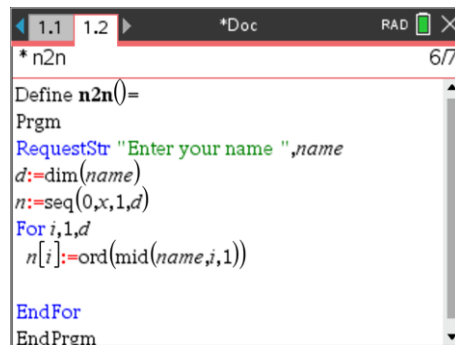 1.1 1.2 *Doc RAD
* n2n 6/7
Define n2n()=
Prgm
RequestStr "Enter your name ",name
d:=dim(name)
n:=seq(0,x,1,d)
For i,1,d
n[i]:=ord(mid(name,i,1))
EndFor
EndPrgm